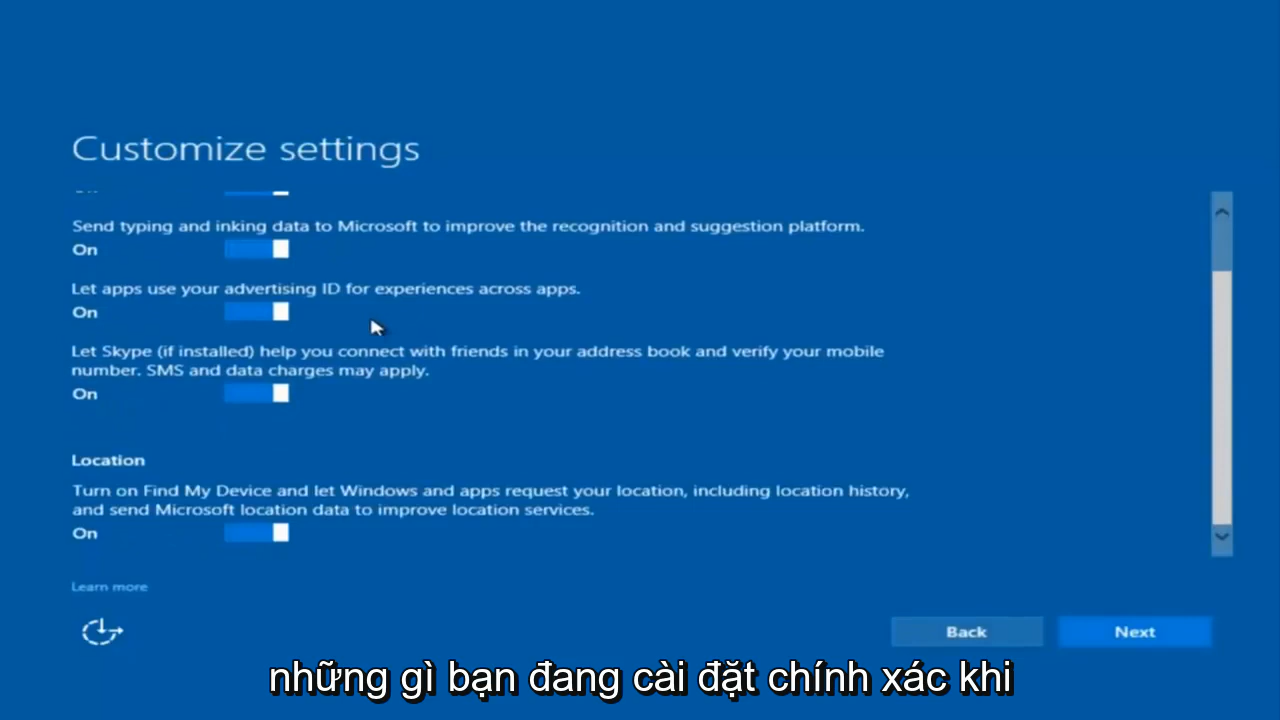 Customize settings
Send typing and inking data to Microsoft to improve the recognition and suggestion platform.
On
Let apps use your advertising ID for experiences across apps.
On
Let Skype (if installed) help you connect with friends in your address book and verify your mobile
number. SMS and data charges may apply.
On
Location
Turn on Find My Device and let Windows and apps request your location, including location history,
and send Microsoft location data to improve location services.
On
Learn more
Back
Next
những gì bạn đang cài đặt chính xác khi